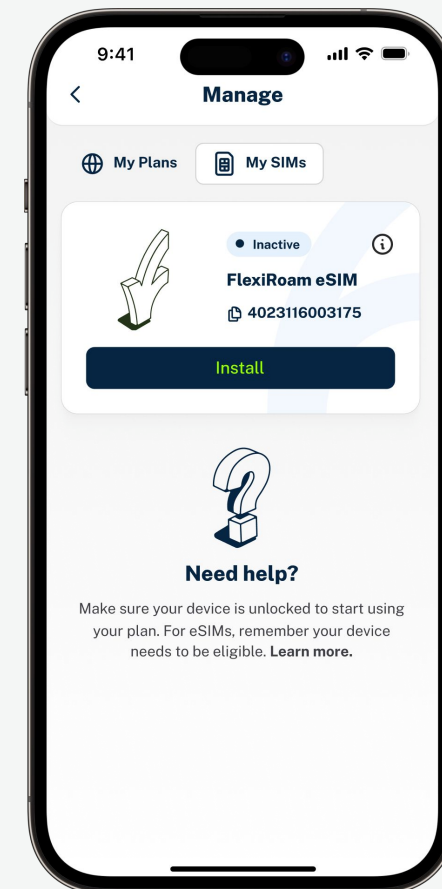 9:41
Manage
My Plans
My SIMs
Inactive
FlexiRoam eSIM
4023116003175
Install
Need help?
Make sure your device is unlocked to start using
your plan. For eSIMs, remember your device
needs to be eligible. Learn more.